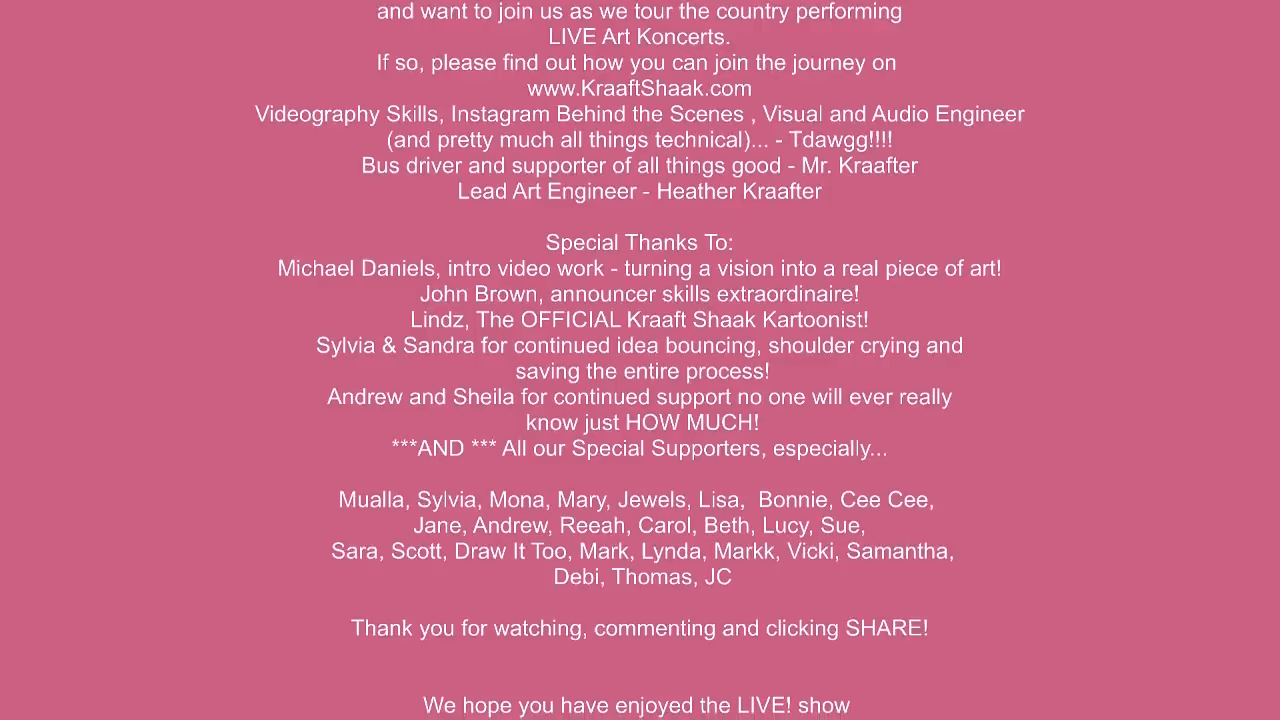 and want to join us as we tour the country performing
LIVE Art Koncerts.
If so, please find out how you can join the journey on
www.KraaftShaak.com
Videography Skills, Instagram Behind the Scenes , Visual and Audio Engineer
(and pretty much all things technical)... - Tdawgg!!!!
Bus driver and supporter of all things good - Mr. Kraafter
Lead Art Engineer - Heather Kraafter
Special Thanks To:
Michael Daniels, intro video work - turning a vision into a real piece of art!
John Brown, announcer skills extraordinaire!
Lindz, The OFFICIAL Kraaft Shaak Kartoonist!
Sylvia & Sandra for continued idea bouncing, shoulder crying and
saving the entire process!
Andrew and Sheila for continued support no one will ever really
know just HOW MUCH!
***AND *** All our Special Supporters, especially...
Mualla, Sylvia, Mona, Mary, Jewels, Lisa,  Bonnie, Cee Cee,
Jane, Andrew, Reeah, Carol, Beth, Lucy, Sue,
Sara, Scott, Draw It Too, Mark, Lynda, Markk, Vicki, Samantha,
Debi, Thomas, JC
Thank you for watching, commenting and clicking SHARE!
We hope you have enjoyed the LIVE! show